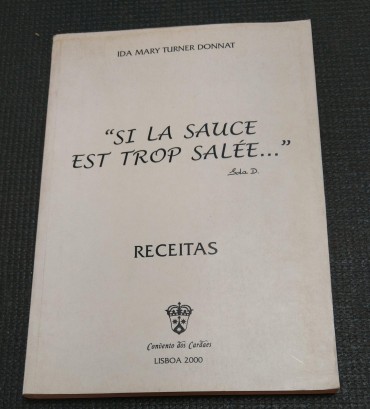 IDA MARY TURNER DONNAT
“SI LA SAUCE
EST TROP SALÉE...”
Ida D.
RECEITAS
Convento dos Cardaes
LISBOA 2000